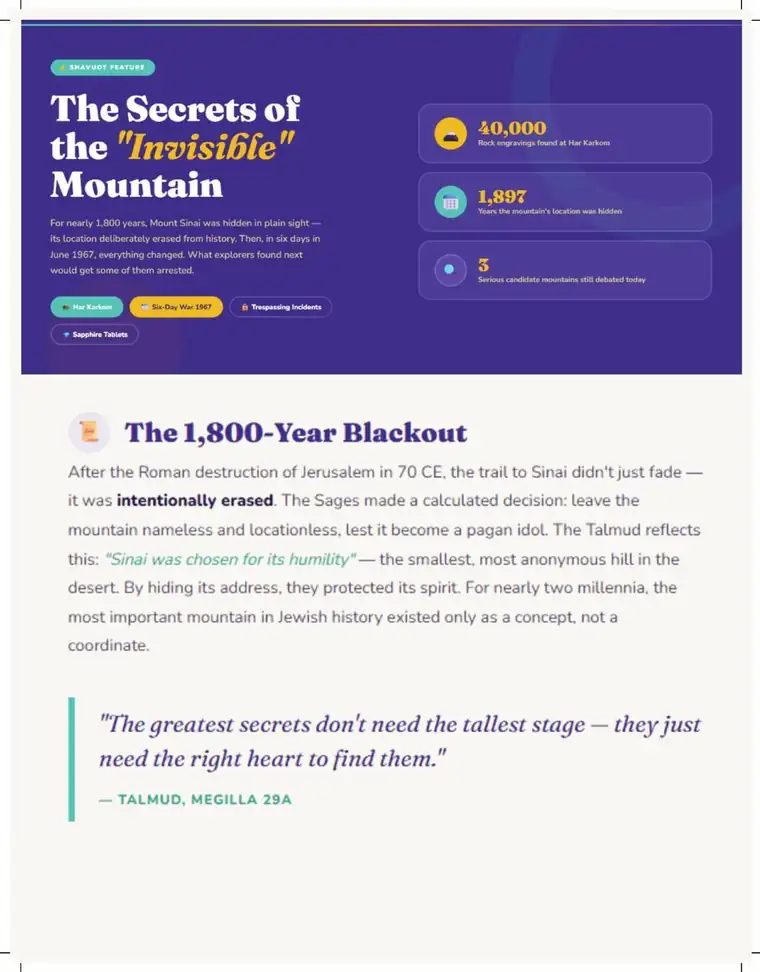 SHAVUOT FEATURE
The Secrets of
the "Invisible"
Mountain
For nearly 1,800 years, Mount Sinai was hidden in plain sight —
its location deliberately erased from history. Then, in six days in
June 1967, everything changed. What explorers found next
would get some of them arrested.
Har Karkom
Six-Day War 1967
Trespassing Incidents
Sapphire Tablets
40,000
Rock engravings found at Har Karkom
1,897
Years the mountain's location was hidden
3
Serious candidate mountains still debated today
The 1,800-Year Blackout
After the Roman destruction of Jerusalem in 70 CE, the trail to Sinai didn't just fade —
it was intentionally erased. The Sages made a calculated decision: leave the
mountain nameless and locationless, lest it become a pagan idol. The Talmud reflects
this: "Sinai was chosen for its humility" — the smallest, most anonymous hill in the
desert. By hiding its address, they protected its spirit. For nearly two millennia, the
most important mountain in Jewish history existed only as a concept, not a
coordinate.
"The greatest secrets don't need the tallest stage — they just
need the right heart to find them."
— TALMUD, MEGILLA 29A